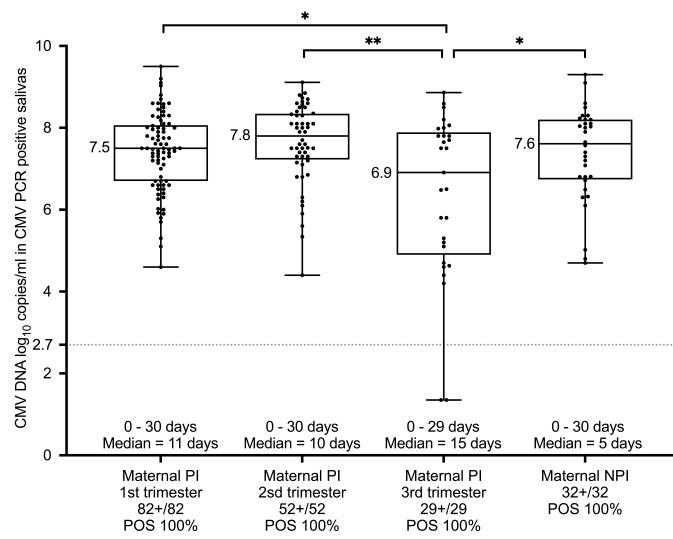 *
** *
CMV DNA log10 copies/ml in CMV PCR positive salivas
10
8
6
4
2.7
2
0
7.5
7.8
6.9
7.6
0 - 30 days 0 - 30 days 0 - 29 days 0 - 30 days
Median = 11 days Median = 10 days Median = 15 days Median = 5 days
Maternal PI Maternal PI Maternal PI Maternal NPI
1st trimester 2sd trimester 3rd trimester 32+/32
82+/82 52+/52 29+/29 POS 100%
POS 100% POS 100% POS 100%